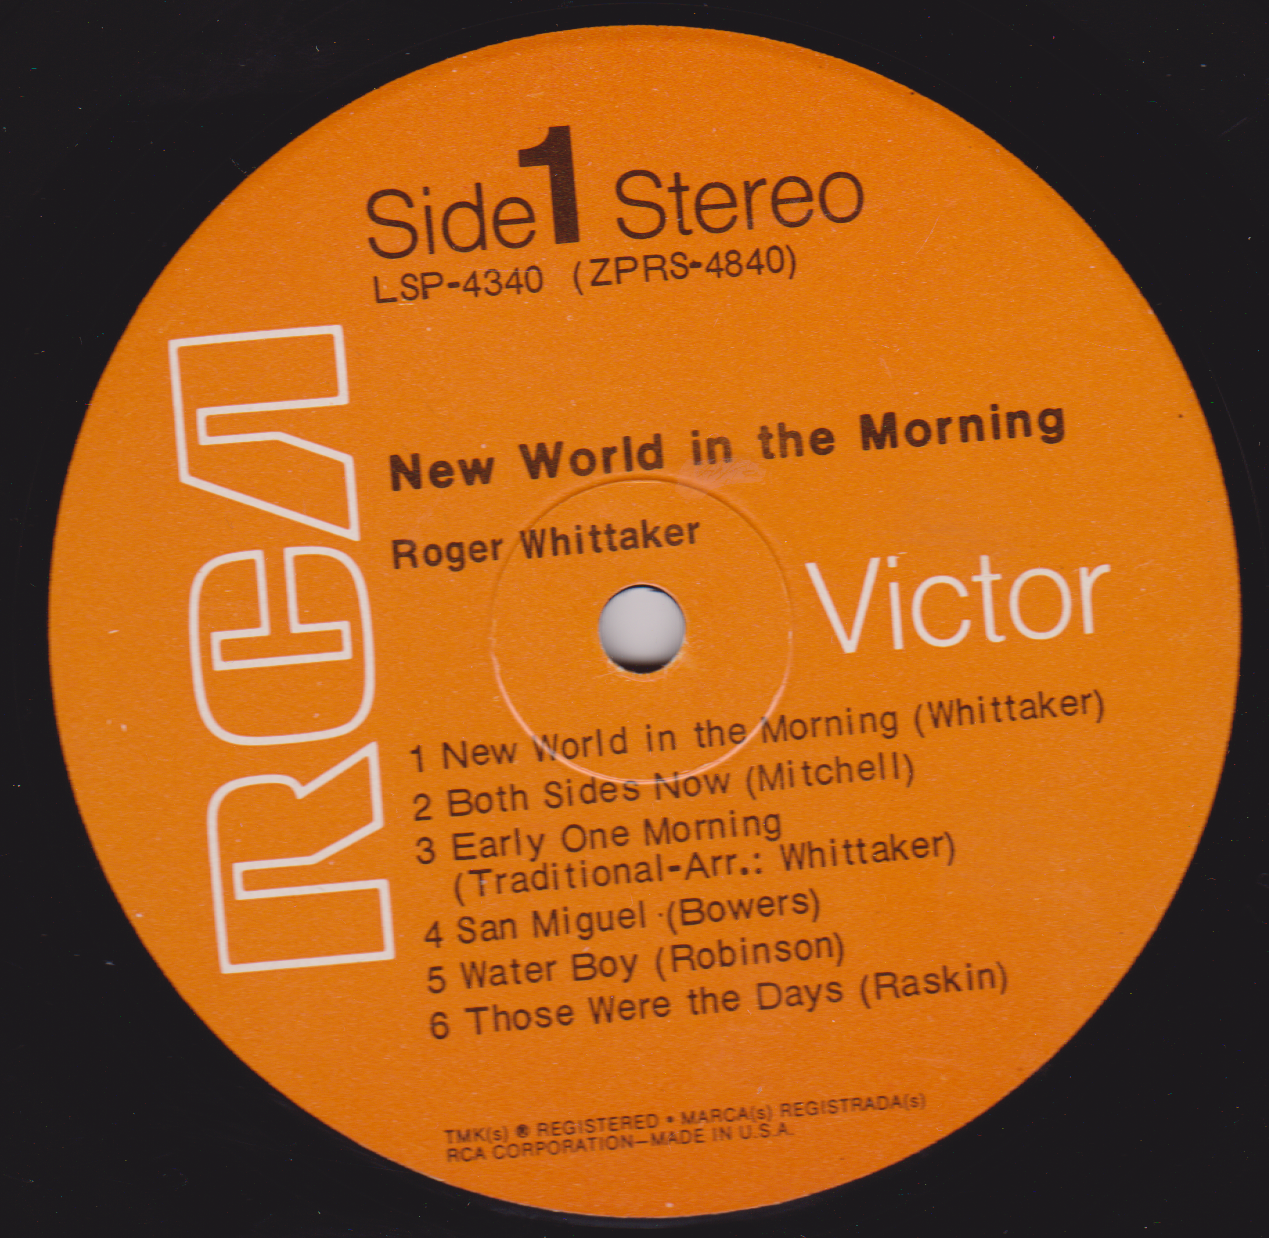 Side 1 Stereo
LSP-4340 (ZPRS-4840)
RCA
New World in the Morning
Roger Whittaker
Victor
1 New World in the Morning (Whittaker)
2 Both Sides Now (Mitchell)
3 Early One Morning
(Traditional-Arr.: Whittaker)
4 San Miguel (Bowers)
5 Water Boy (Robinson)
6 Those Were the Days (Raskin)
TMK(s) ® REGISTERED • MARCA(s) REGISTRADA(s)
RCA CORPORATION—MADE IN U.S.A.